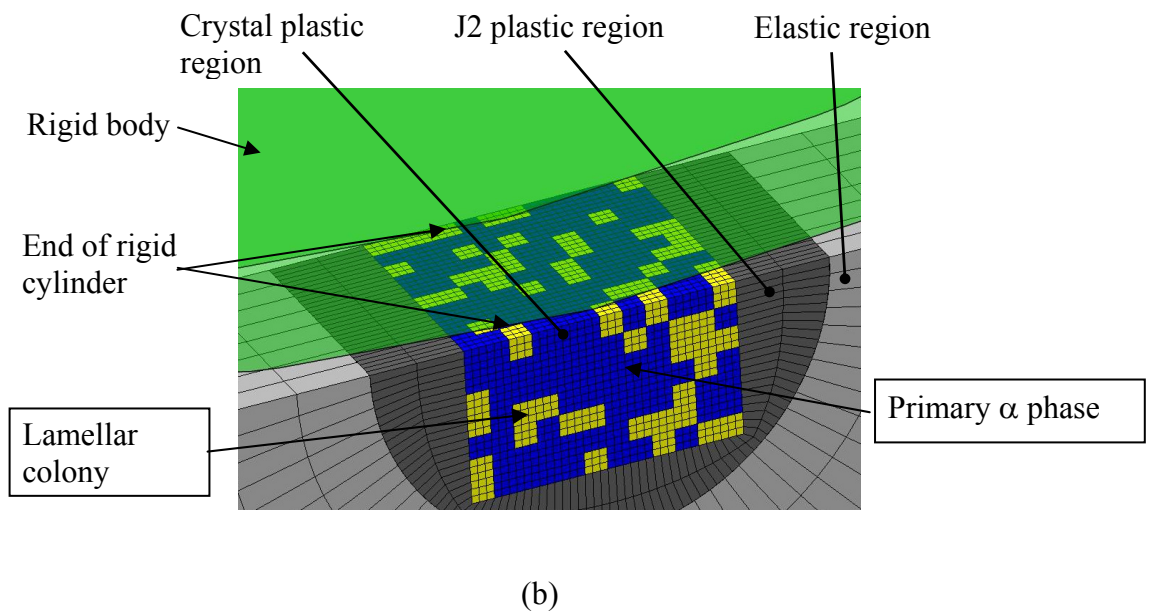 Crystal plastic
region
J2 plastic region
Elastic region
Rigid body
End of rigid
cylinder
Lamellar
colony
Primary α phase
(b)